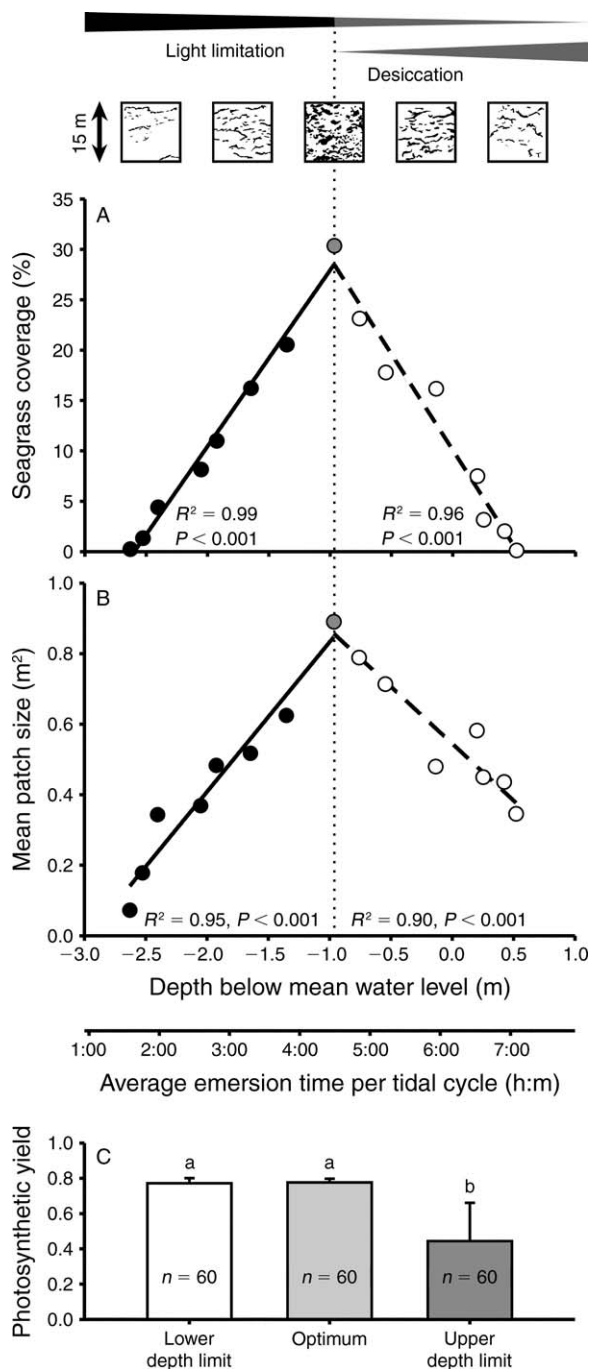 Light limitation
Desiccation
15 m
A
35
30
25
20
15
10
5
0
Seagrass coverage (%)
R² = 0.99
P < 0.001
R² = 0.96
P < 0.001
B
1.0
0.8
0.6
0.4
0.2
0.0
Mean patch size (m²)
R² = 0.95, P < 0.001
R² = 0.90, P < 0.001
−3.0 −2.5 −2.0 −1.5 −1.0 −0.5 0.0 0.5 1.0
Depth below mean water level (m)
1:00 2:00 3:00 4:00 5:00 6:00 7:00
Average emersion time per tidal cycle (h:m)
C
1.0
0.8
0.6
0.4
0.2
0.0
Photosynthetic yield
a a b
n = 60 n = 60 n = 60
Lower depth limit
Optimum
Upper depth limit